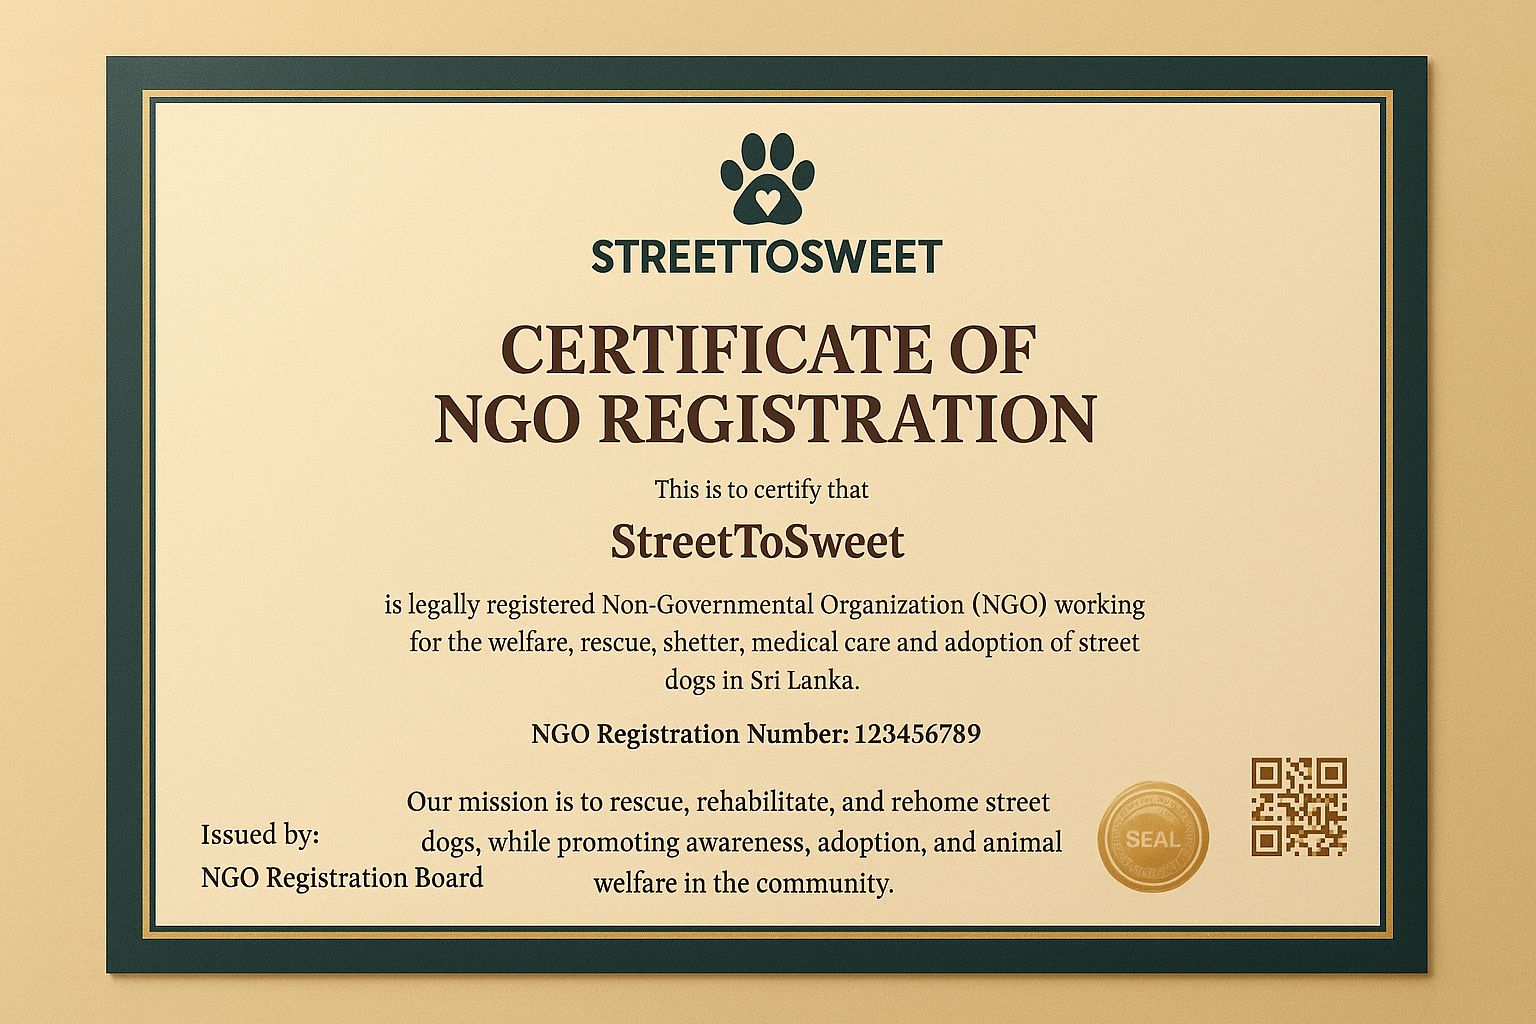 STREETTOSWEET
CERTIFICATE OF
NGO REGISTRATION
This is to certify that
StreetToSweet
is legally registered Non-Governmental Organization (NGO) working
for the welfare, rescue, shetter, medical care and adoption of street
dogs in Sri Lanka.
NGO Registration Number: 123456789
Our mission is to rescue, rehabilitate, and rehome street
dogs, while promoting awareness, adoption, and animal
welfare in the community.
Issued by:
NGO Registration Board
SEAL